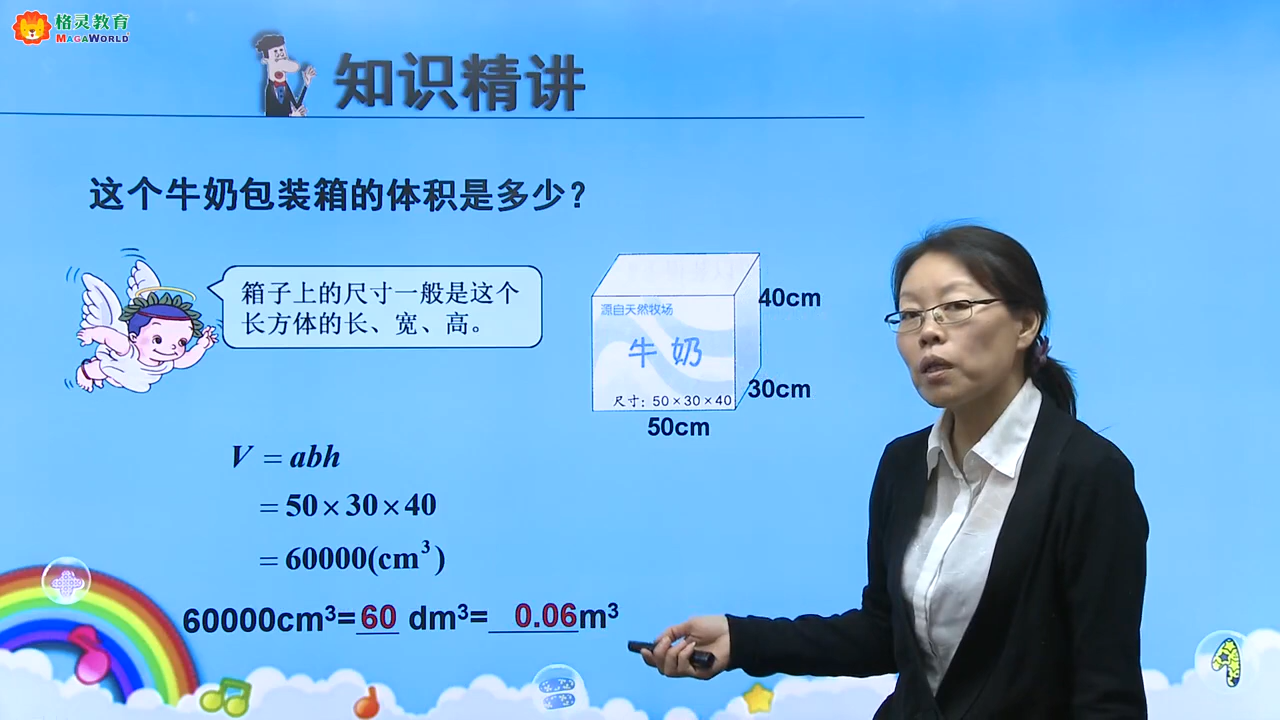 格灵教育
MAGAWORLD
知识精讲
这个牛奶包装箱的体积是多少？
箱子上的尺寸一般是这个
长方体的长、宽、高。
源自天然牧场
牛奶
尺寸：50×30×40
40cm
30cm
50cm
V = abh
= 50×30×40
= 60000(cm³)
60000cm³=60 dm³= 0.06m³